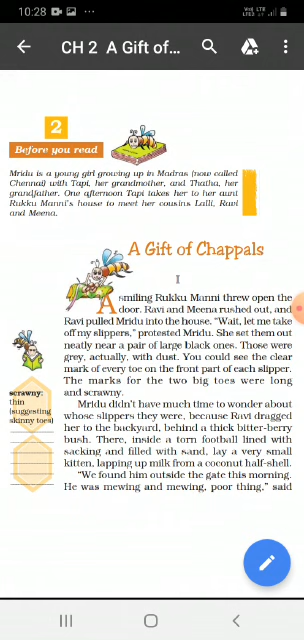 10:28
CH 2 A Gift of...
2
Before you read
Mridu is a young girl growing up in Madras (now called
Chennai) with Tapi, her grandmother, and Thatha, her
grandfather. One afternoon Tapi takes her to her aunt
Rukku Manni's house to meet her cousins Lalli, Ravi
and Meena.
A Gift of Chappals
A smiling Rukku Manni threw open the
door. Ravi and Meena rushed out, and
Ravi pulled Mridu into the house. “Wait, let me take
off my slippers,” protested Mridu. She set them out
neatly near a pair of large black ones. Those were
grey, actually, with dust. You could see the clear
mark of every toe on the front part of each slipper.
The marks for the two big toes were long
and scrawny.
scrawny:
thin
(suggesting
skinny toes)
Mridu didn't have much time to wonder about
whose slippers they were, because Ravi dragged
her to the backyard, behind a thick bitter-berry
bush. There, inside a torn football lined with
sacking and filled with sand, lay a very small
kitten, lapping up milk from a coconut half-shell.
“We found him outside the gate this morning.
He was mewing and mewing, poor thing,” said